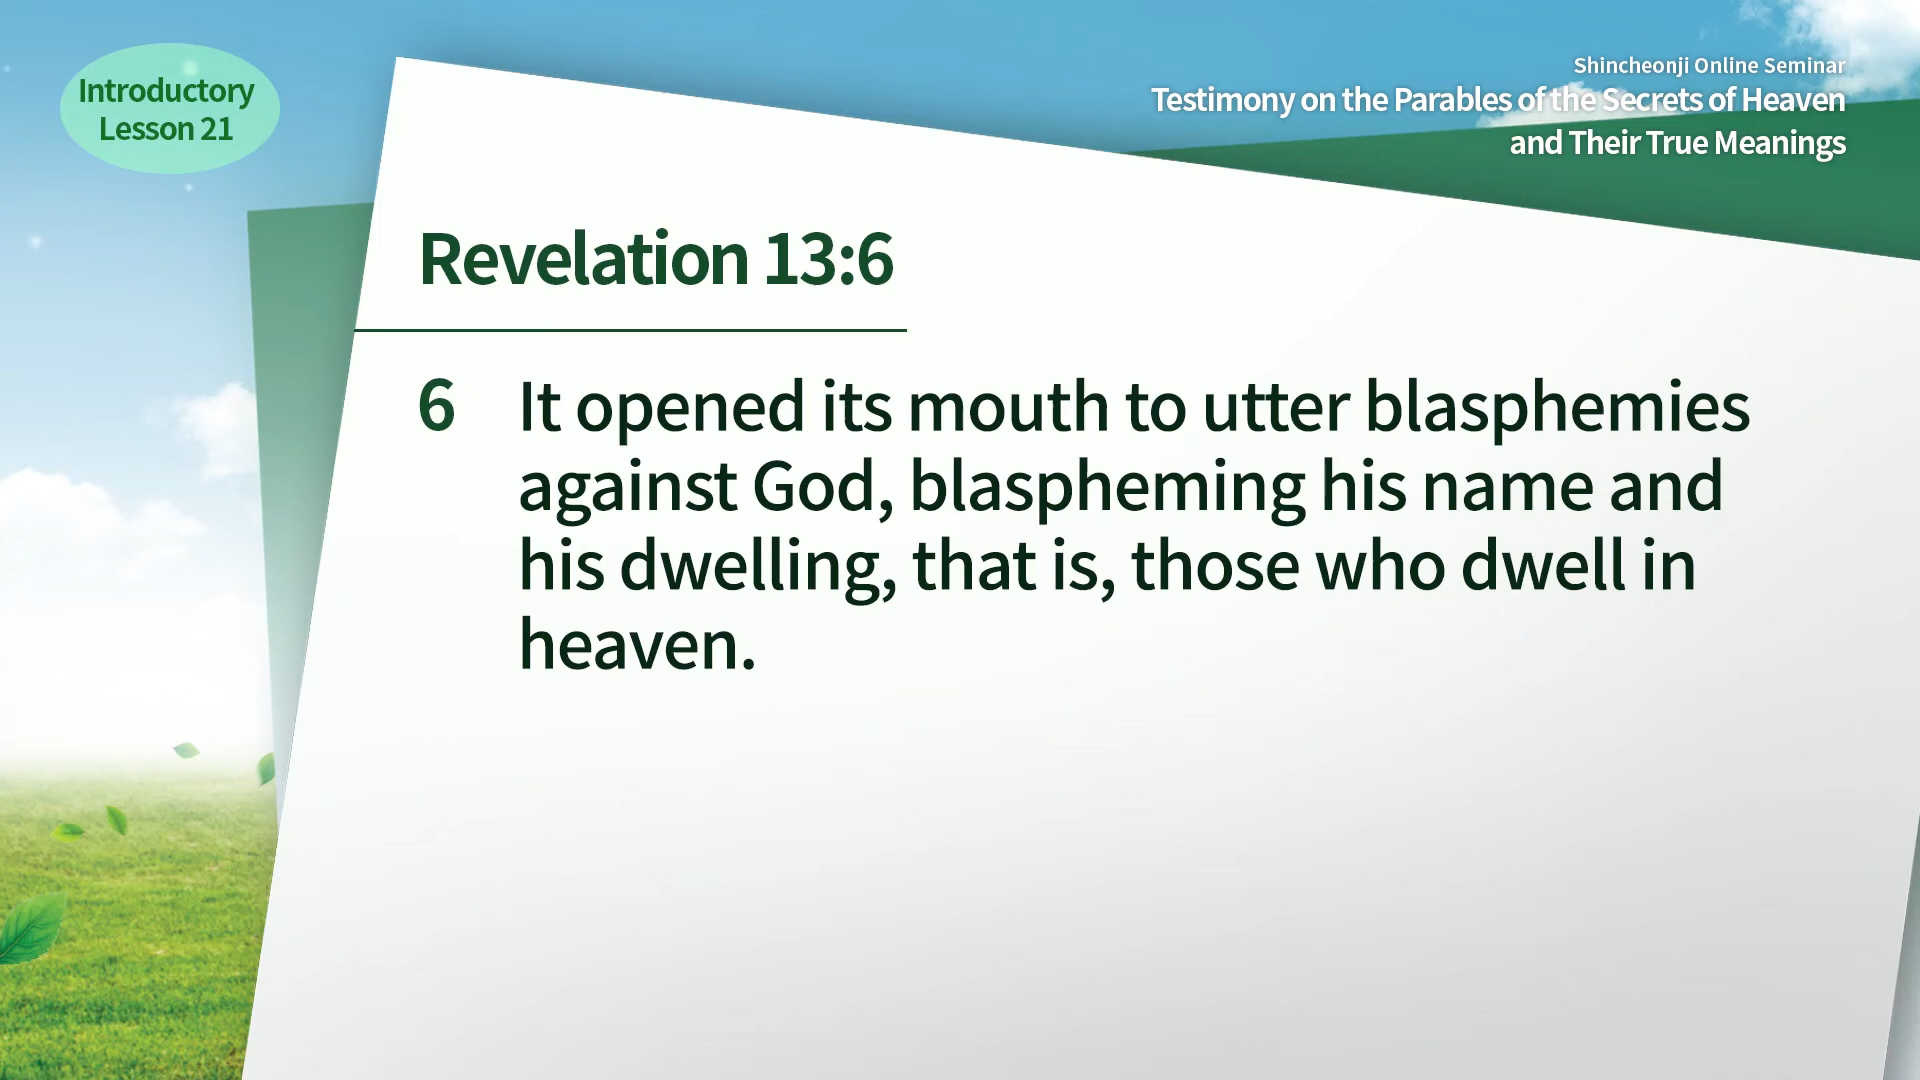 Introductory
Lesson 21
Shincheonji Online Seminar
Testimony on the Parables of the Secrets of Heaven
and Their True Meanings
Revelation 13:6
6 It opened its mouth to utter blasphemies
against God, blaspheming his name and
his dwelling, that is, those who dwell in
heaven.